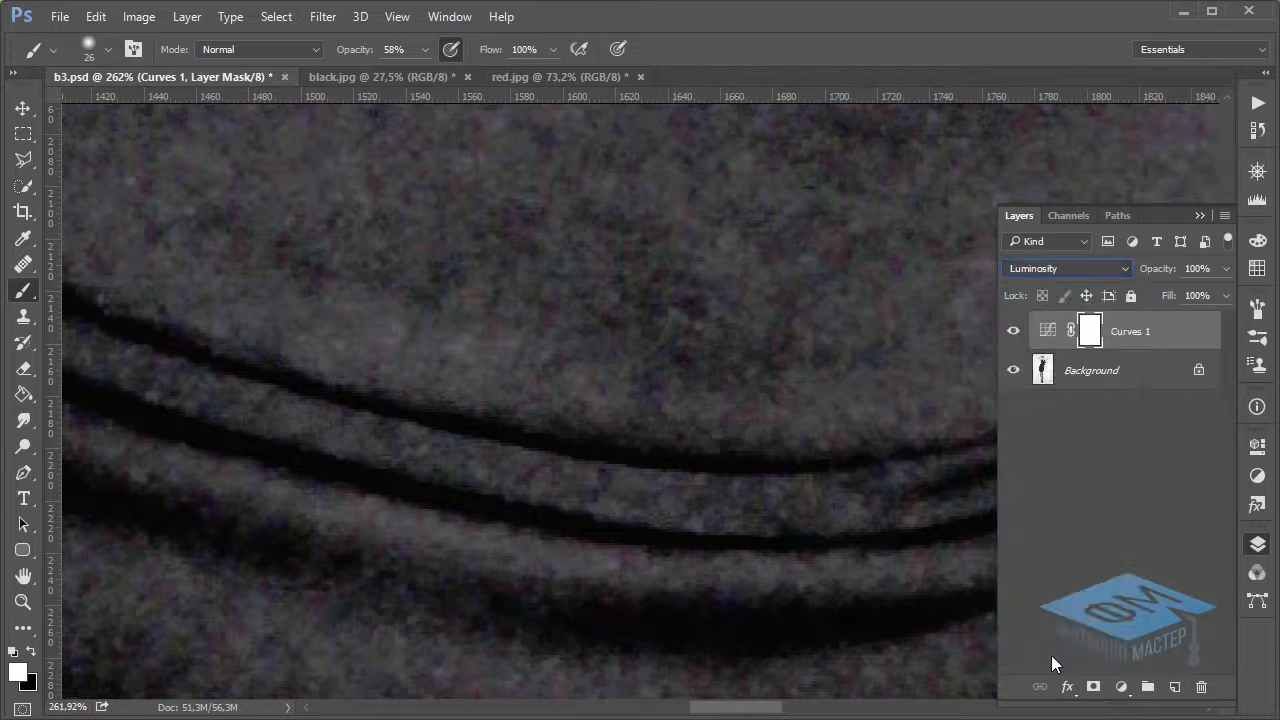 Ps File Edit Image Layer Type Select Filter 3D View Window Help
26 Mode: Normal Opacity: 58% Flow: 100% Essentials
b3.psd @ 262% (Curves 1, Layer Mask/8) * black.jpg @ 27,5% (RGB/8) * red.jpg @ 73,2% (RGB/8) *
1420 1440 1460 1480 1500 1520 1540 1560 1580 1600 1620 1640 1660 1680 1700 1720 1740 1760 1780 1800 1820 1840
Layers Channels Paths
Kind
Luminosity Opacity: 100%
Lock: Fill: 100%
Curves 1
Background
ФМ
МАСТЕР
fx
261,92% Doc: 51,3M/56,3M